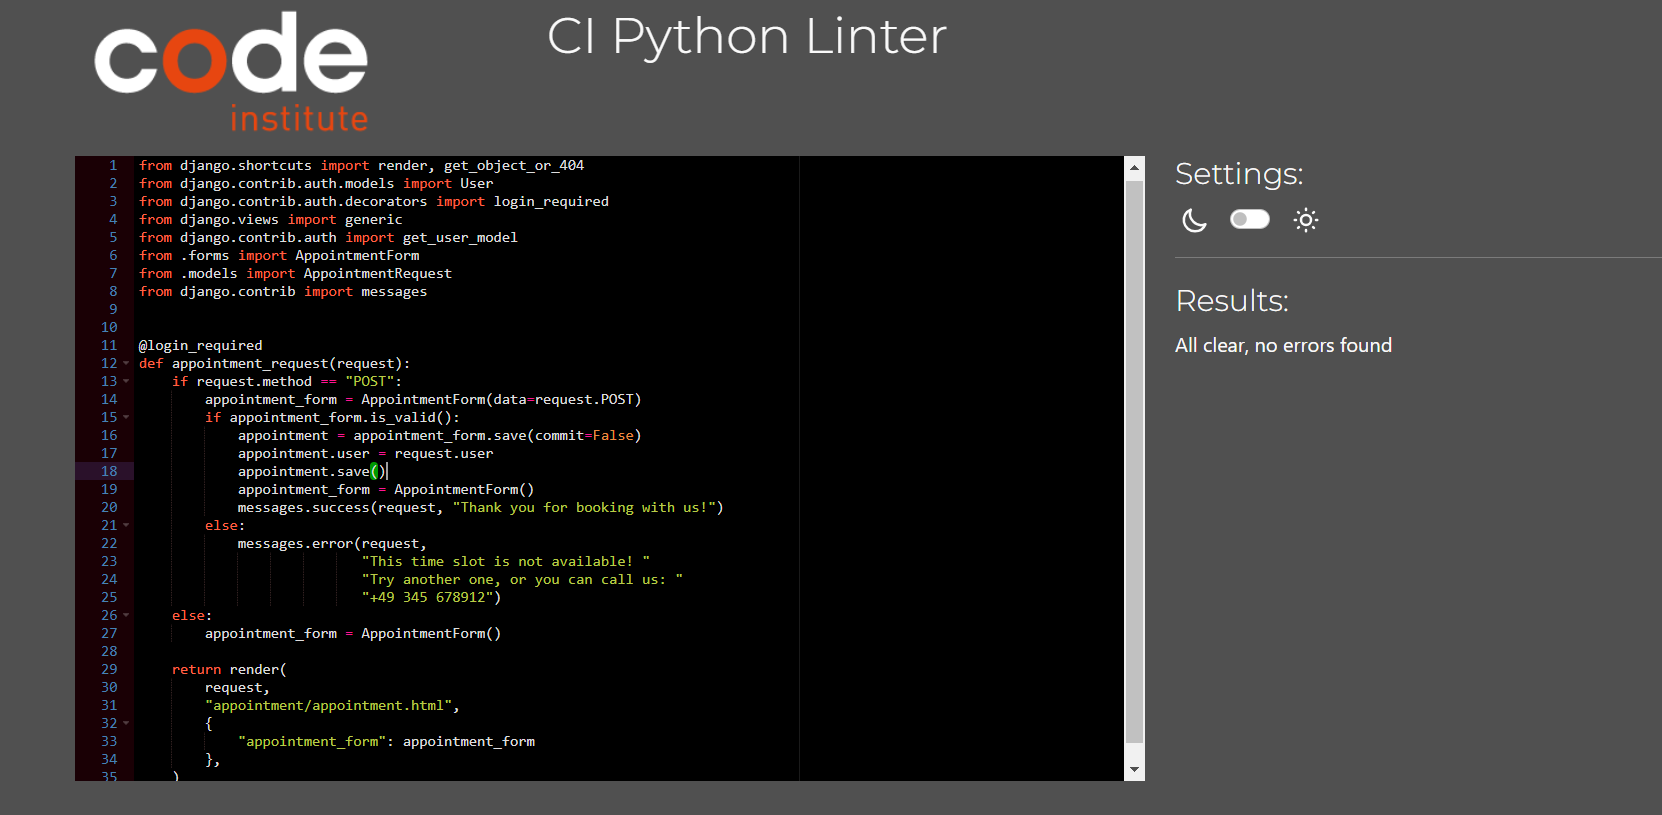 code
institute
CI Python Linter
1 from django.shortcuts import render, get_object_or_404
2 from django.contrib.auth.models import User
3 from django.contrib.auth.decorators import login_required
4 from django.views import generic
5 from django.contrib.auth import get_user_model
6 from .forms import AppointmentForm
7 from .models import AppointmentRequest
8 from django.contrib import messages
9
10
11 @login_required
12 def appointment_request(request):
13     if request.method == "POST":
14         appointment_form = AppointmentForm(data=request.POST)
15         if appointment_form.is_valid():
16             appointment = appointment_form.save(commit=False)
17             appointment.user = request.user
18             appointment.save()
19             appointment_form = AppointmentForm()
20             messages.success(request, "Thank you for booking with us!")
21         else:
22             messages.error(request,
23                            "This time slot is not available! "
24                            "Try another one, or you can call us: "
25                            "+49 345 678912")
26     else:
27         appointment_form = AppointmentForm()
28
29     return render(
30         request,
31         "appointment/appointment.html",
32         {
33             "appointment_form": appointment_form
34         },
35     )
Settings:
Results:
All clear, no errors found